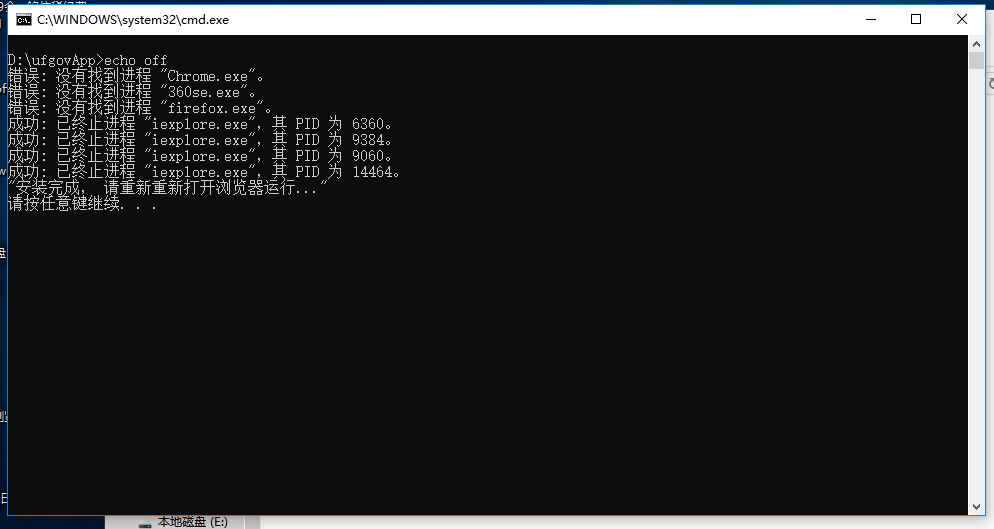 C:\WINDOWS\system32\cmd.exe
D:\ufgovApp>echo off
错误: 没有找到进程 "Chrome.exe"。
错误: 没有找到进程 "360se.exe"。
错误: 没有找到进程 "firefox.exe"。
成功: 已终止进程 "iexplore.exe"，其 PID 为 6360。
成功: 已终止进程 "iexplore.exe"，其 PID 为 9384。
成功: 已终止进程 "iexplore.exe"，其 PID 为 9060。
成功: 已终止进程 "iexplore.exe"，其 PID 为 14464。
"安装完成， 请重新重新打开浏览器运行..."
请按任意键继续. . .
本地磁盘 (E:)